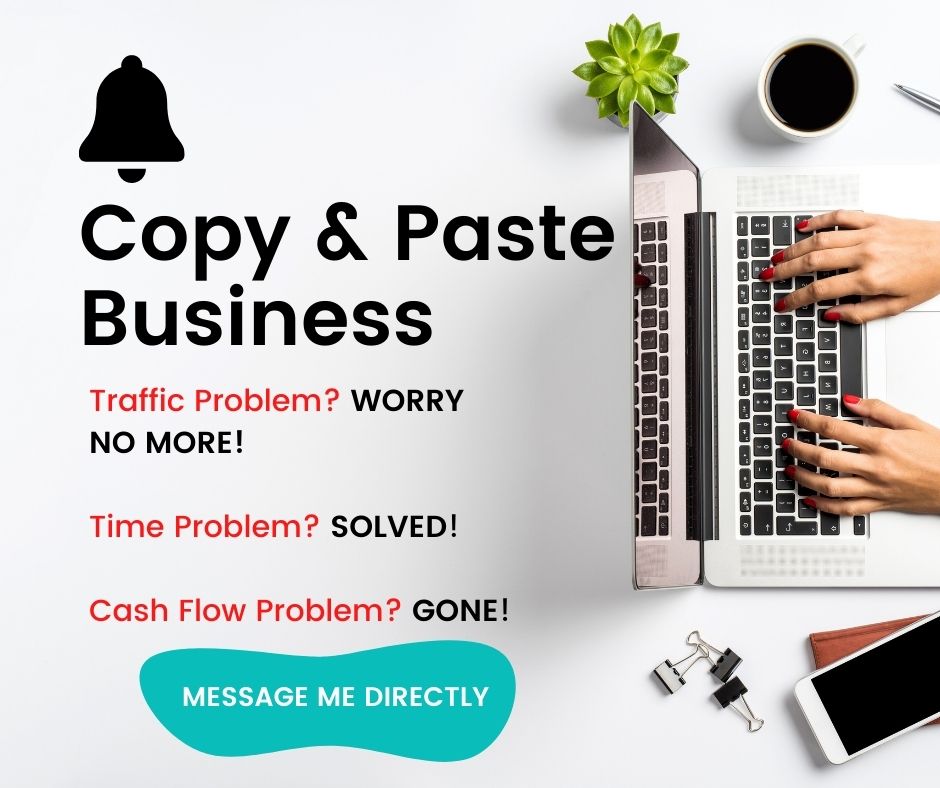 Copy & Paste
Business
Traffic Problem? WORRY
NO MORE!
Time Problem? SOLVED!
Cash Flow Problem? GONE!
MESSAGE ME DIRECTLY